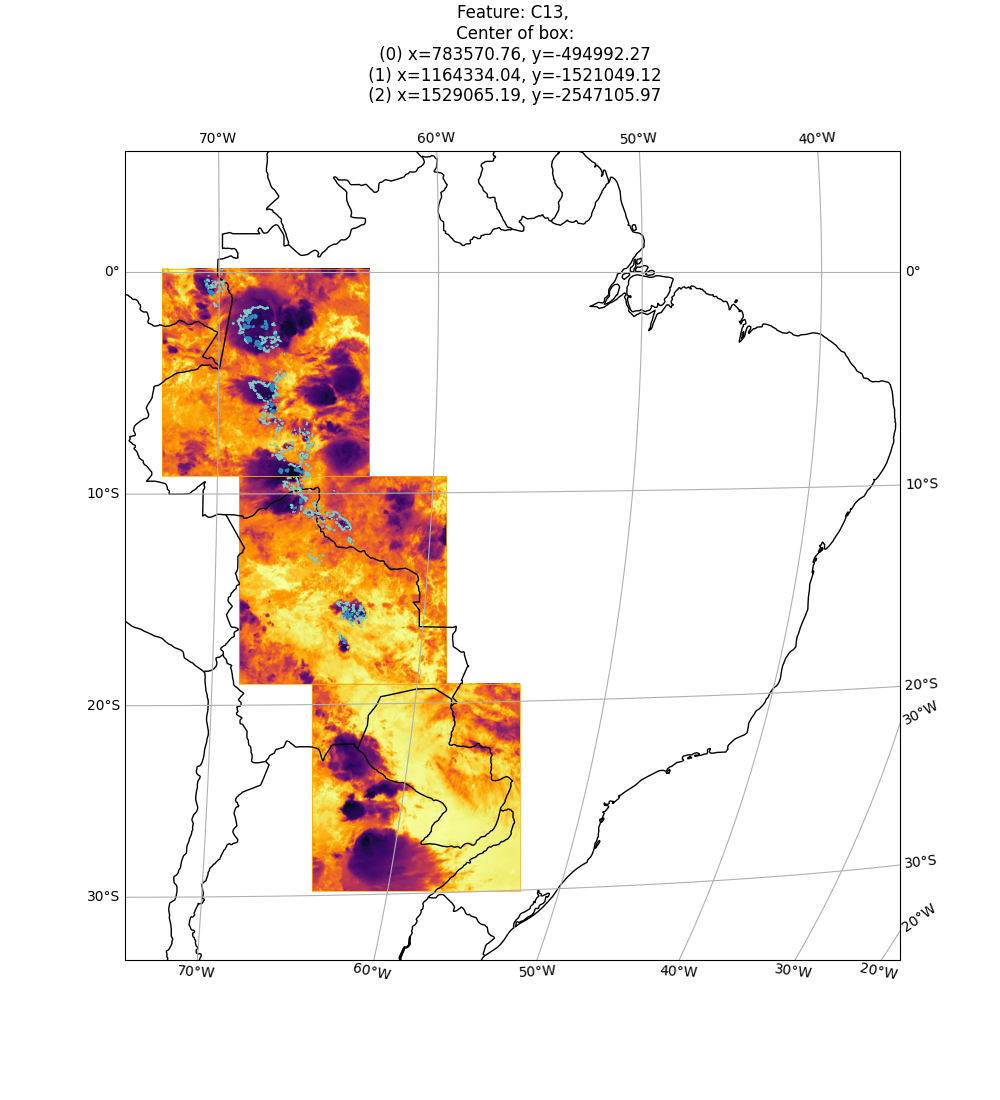 Feature: C13,
Center of box:
(0) x=783570.76, y=-494992.27
(1) x=1164334.04, y=-1521049.12
(2) x=1529065.19, y=-2547105.97
70°W 60°W 50°W 40°W
0° 0°
10°S 10°S
20°S 20°S
30°W
30°S 30°S
20°W
70°W 60°W 50°W 40°W 30°W 20°W